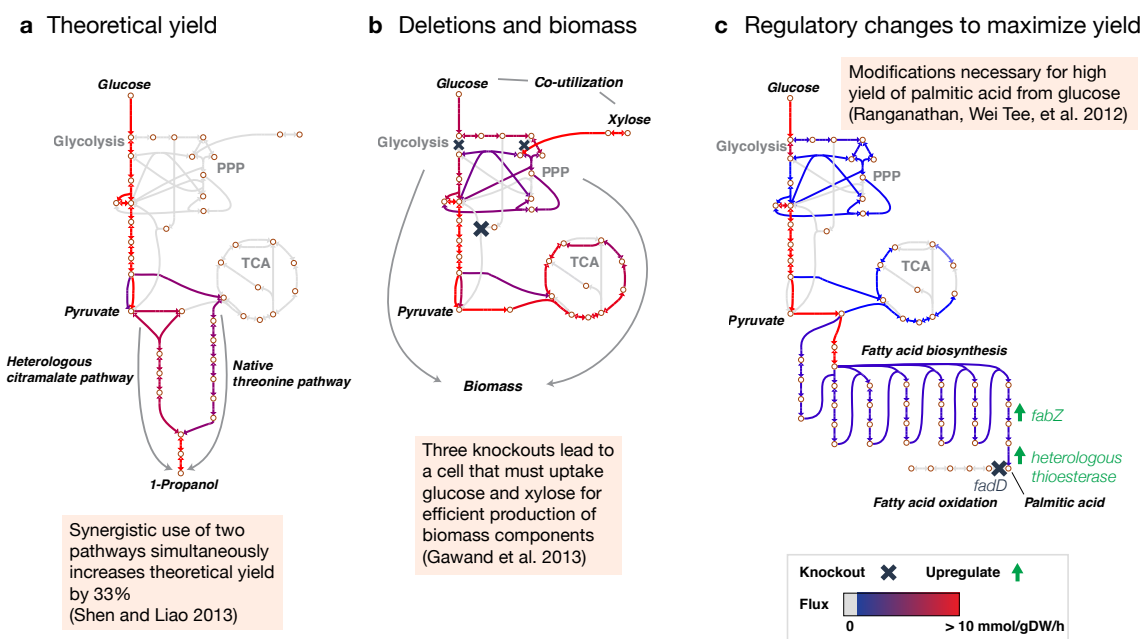 a Theoretical yield
Glucose
Glycolysis
PPP
TCA
Pyruvate
Heterologous
citramalate pathway
Native
threonine pathway
1-Propanol
Synergistic use of two
pathways simultaneously
increases theoretical yield
by 33%
(Shen and Liao 2013)
b Deletions and biomass
Glucose
Co-utilization
Xylose
Glycolysis
PPP
TCA
Pyruvate
Biomass
Three knockouts lead to
a cell that must uptake
glucose and xylose for
efficient production of
biomass components
(Gawand et al. 2013)
c Regulatory changes to maximize yield
Modifications necessary for high
yield of palmitic acid from glucose
(Ranganathan, Wei Tee, et al. 2012)
Glucose
Glycolysis
PPP
TCA
Pyruvate
Fatty acid biosynthesis
fabZ
heterologous
thioesterase
fadD
Fatty acid oxidation
Palmitic acid
Knockout
Upregulate
Flux
0
> 10 mmol/gDW/h